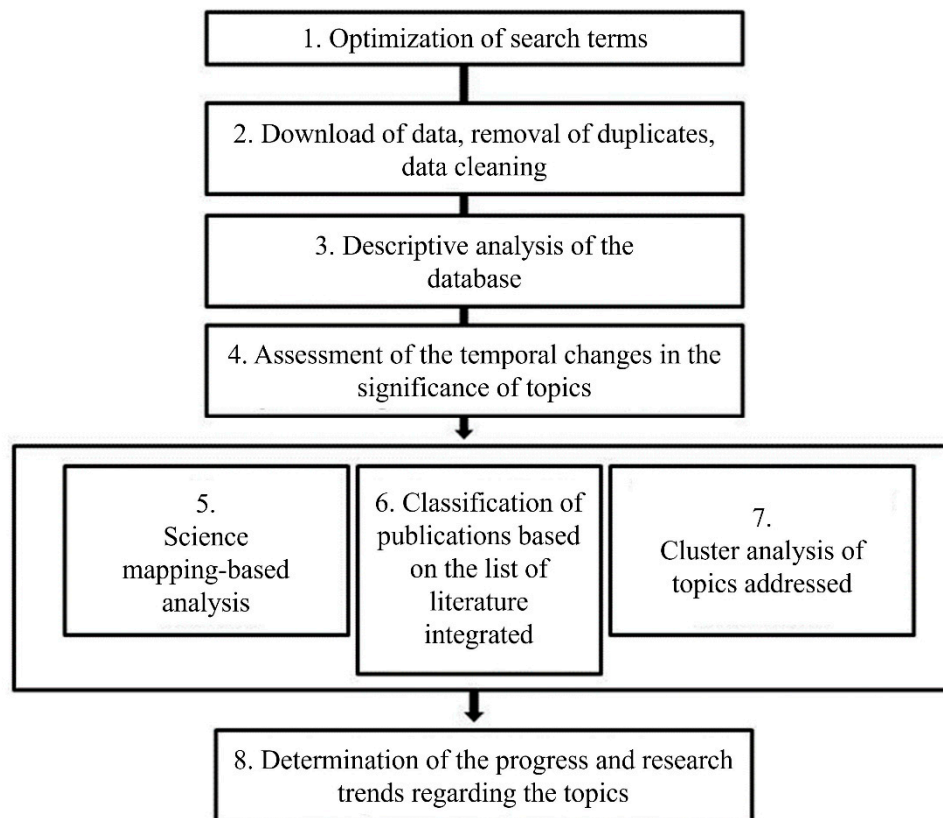 1. Optimization of search terms
2. Download of data, removal of duplicates,
data cleaning
3. Descriptive analysis of the
database
4. Assessment of the temporal changes in the
significance of topics
5.
Science
mapping-based
analysis
6. Classification of
publications based
on the list of
literature
integrated
7.
Cluster analysis of
topics addressed
8. Determination of the progress and research
trends regarding the topics